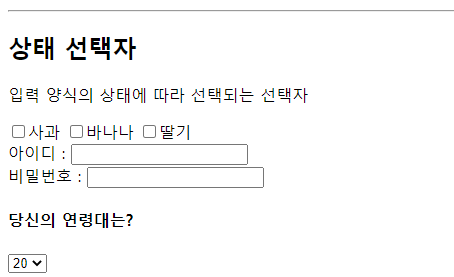 상태 선택자
입력 양식의 상태에 따라 선택되는 선택자
사과 바나나 딸기
아이디 :
비밀번호 :
당신의 연령대는?
20